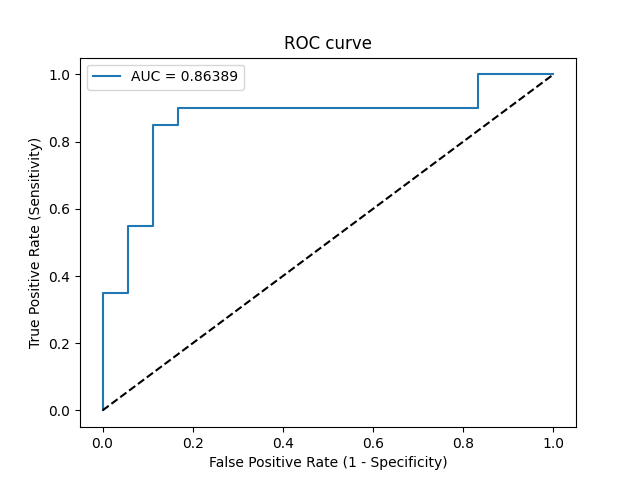 ROC curve
AUC = 0.86389
1.0
0.8
0.6
0.4
0.2
0.0
True Positive Rate (Sensitivity)
0.0 0.2 0.4 0.6 0.8 1.0
False Positive Rate (1 - Specificity)